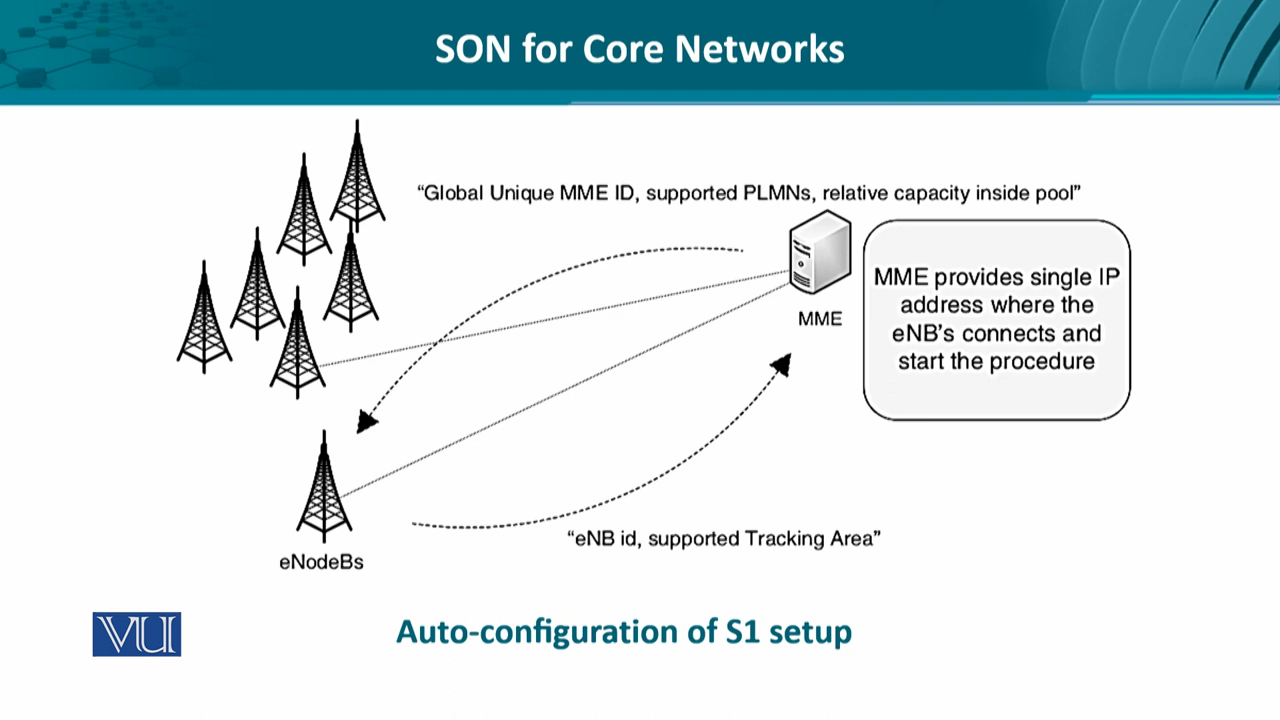 SON for Core Networks
“Global Unique MME ID, supported PLMNs, relative capacity inside pool”
MME provides single IP
address where the
eNB’s connects and
start the procedure
MME
“eNB id, supported Tracking Area”
eNodeBs
Auto-configuration of S1 setup
VU